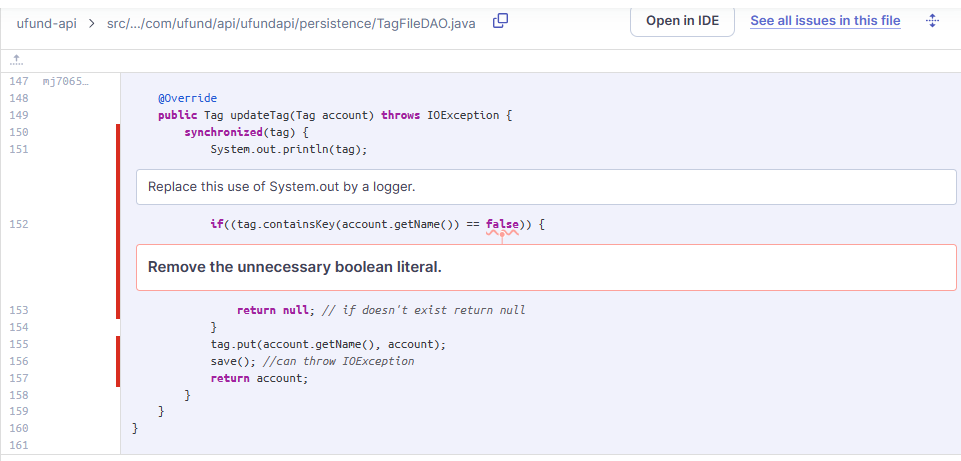 ufund-api > src/.../com/ufund/api/ufundapi/persistence/TagFileDAO.java Open in IDE See all issues in this file
147 mj7065…
148 @Override
149 public Tag updateTag(Tag account) throws IOException {
150 synchronized(tag) {
151 System.out.println(tag);
Replace this use of System.out by a logger.
152 if((tag.containsKey(account.getName()) == false)) {
Remove the unnecessary boolean literal.
153 return null; // if doesn't exist return null
154 }
155 tag.put(account.getName(), account);
156 save(); //can throw IOException
157 return account;
158 }
159 }
160 }
161